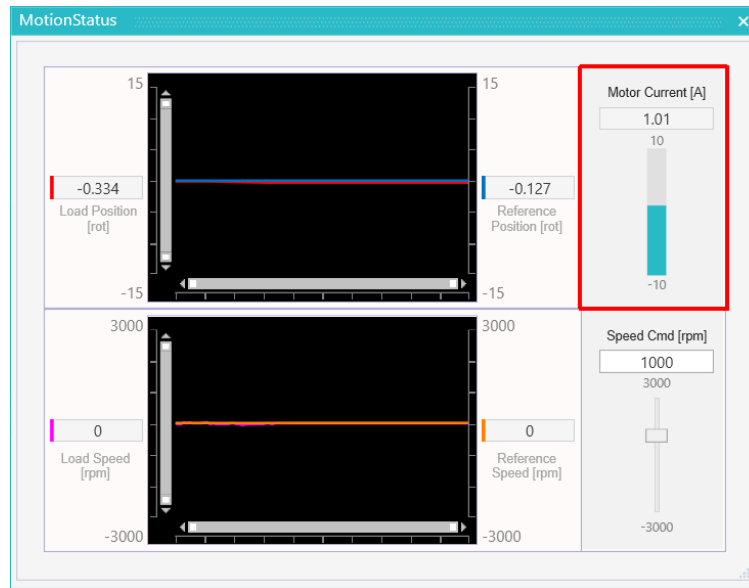 MotionStatus
15
15
-0.334
Load Position
[rot]
-0.127
Reference
Position [rot]
-15
-15
Motor Current [A]
1.01
10
-10
3000
3000
0
Load Speed
[rpm]
0
Reference
Speed [rpm]
-3000
-3000
Speed Cmd [rpm]
1000
3000
-3000